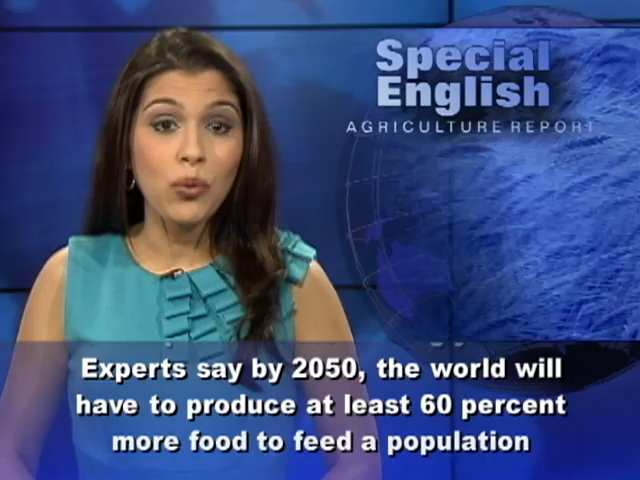 Special
English
AGRICULTURE REPORT
Experts say by 2050, the world will
have to produce at least 60 percent
more food to feed a population